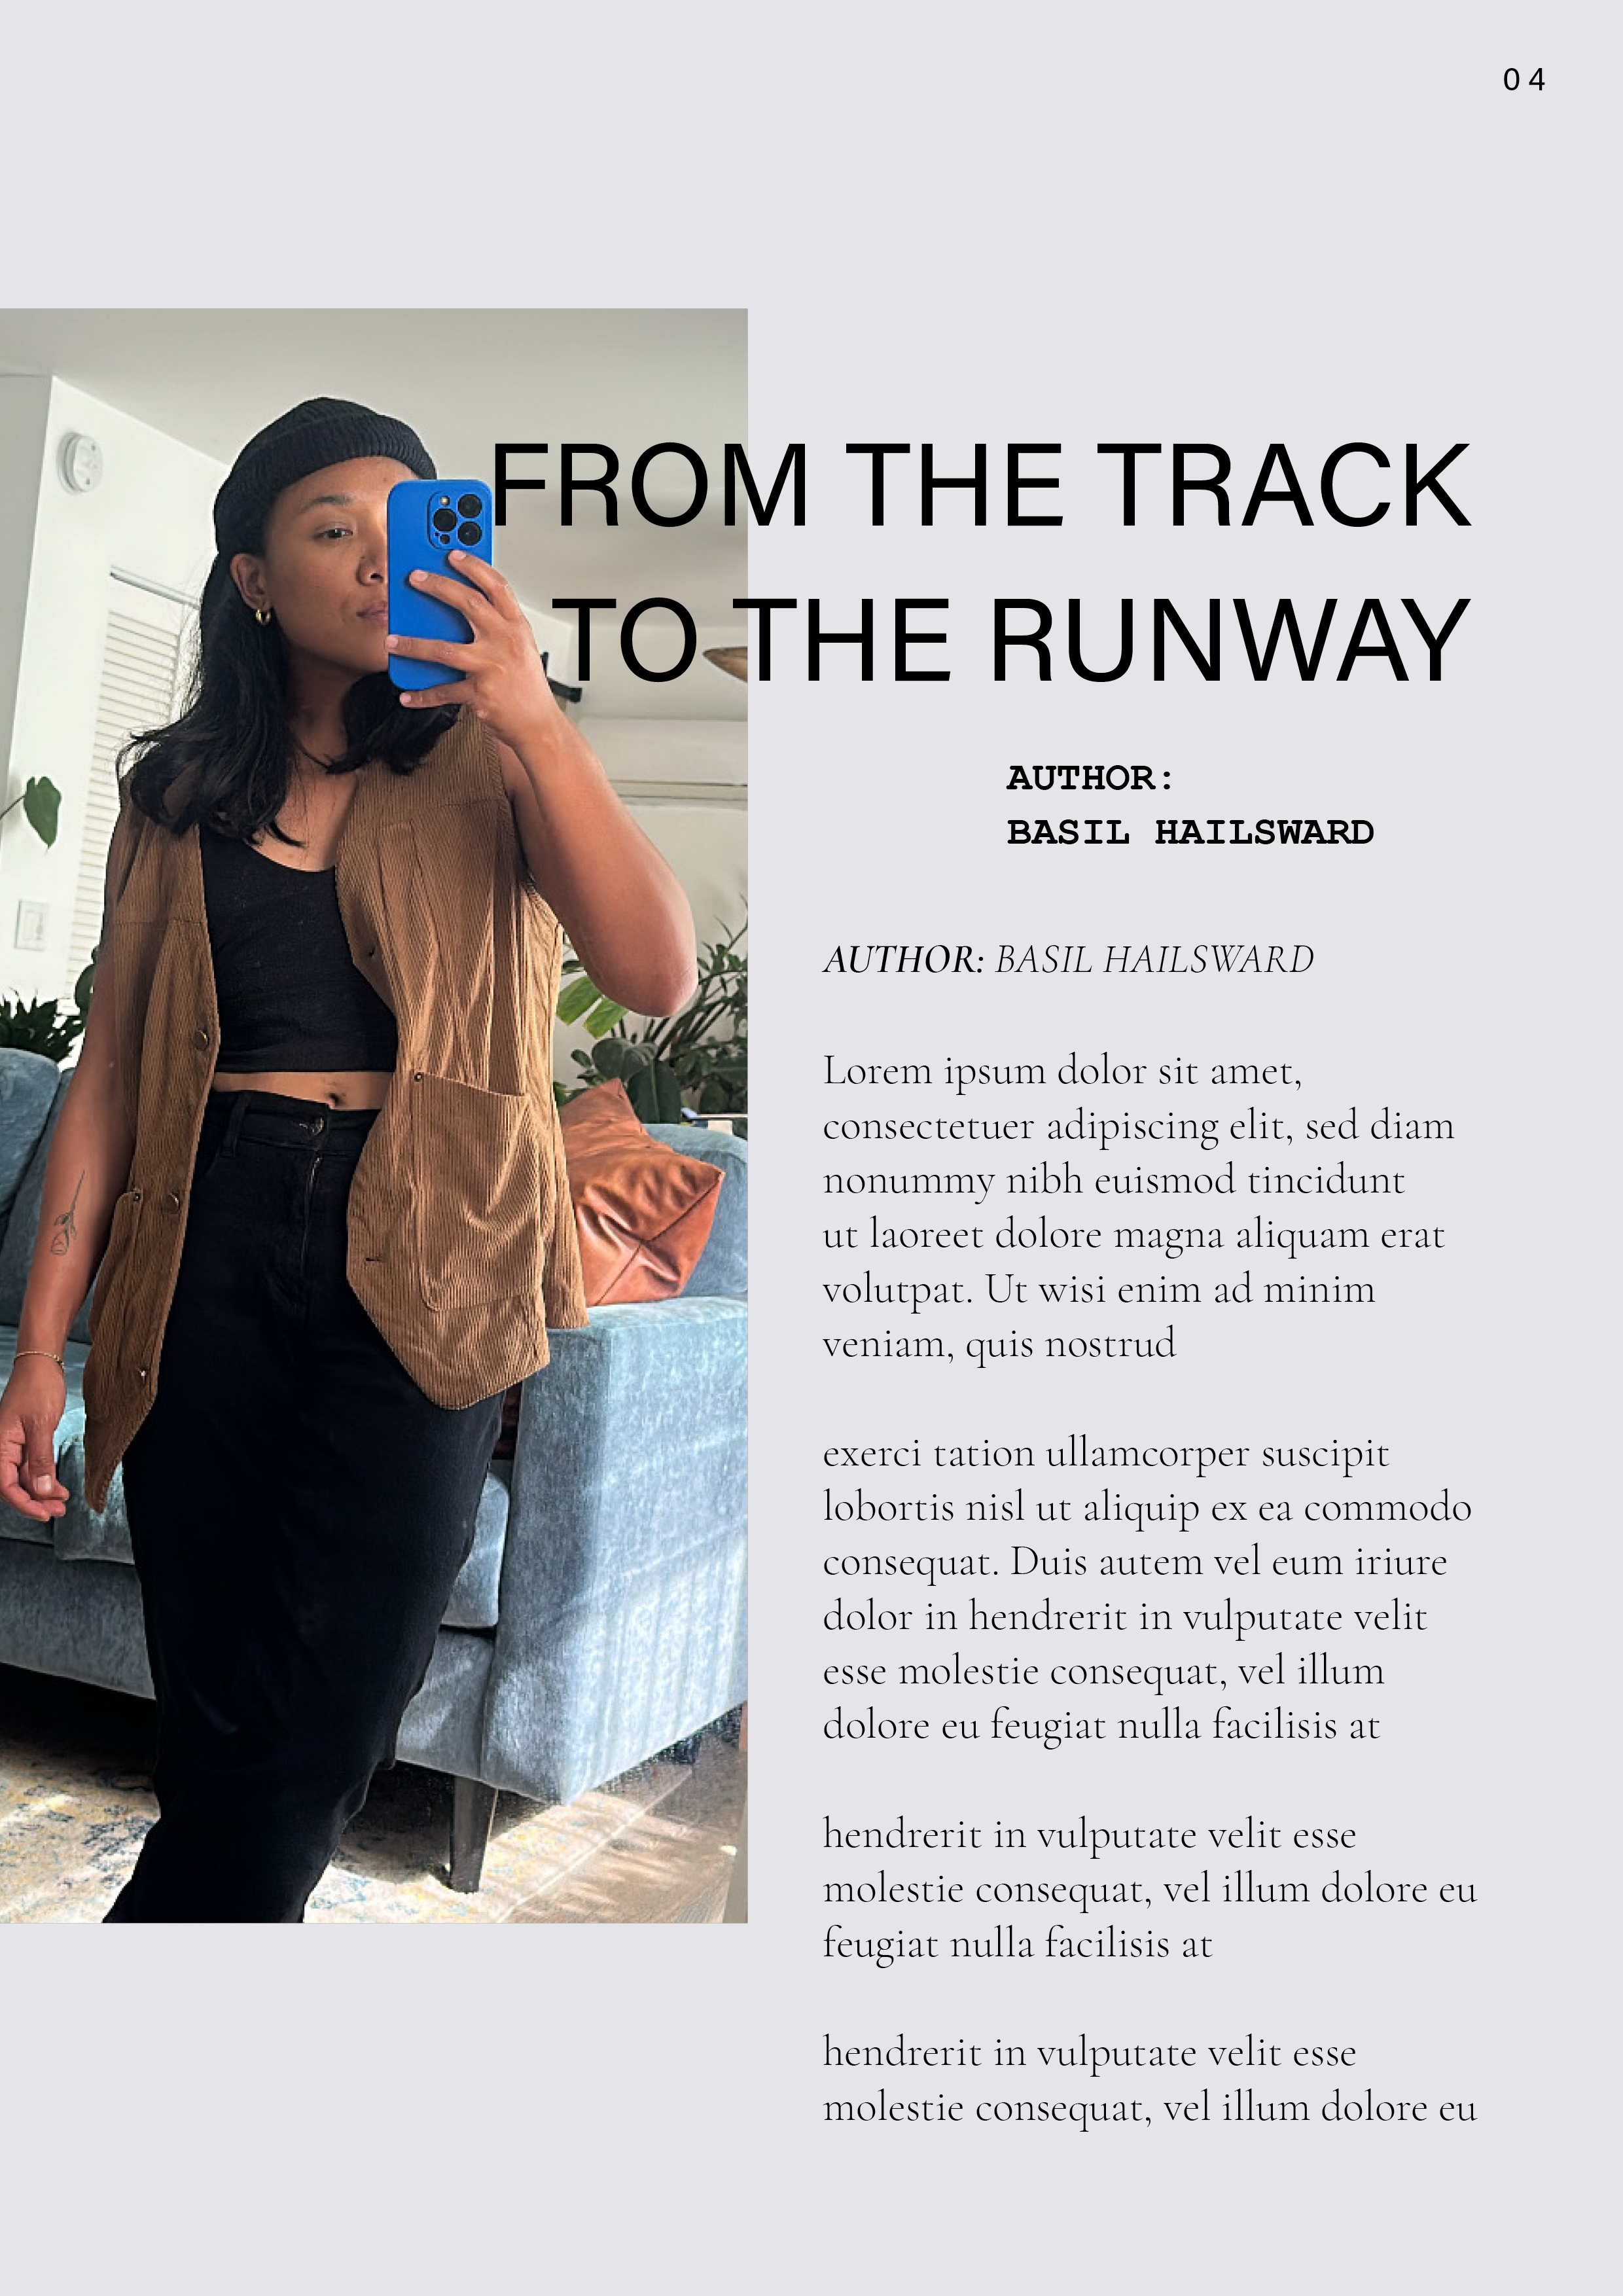 04
FROM THE TRACK
TO THE RUNWAY
AUTHOR:
BASIL HAILSWARD
AUTHOR: BASIL HAILSWARD
Lorem ipsum dolor sit amet,
consectetuer adipiscing elit, sed diam
nonummy nibh euismod tincidunt
ut laoreet dolore magna aliquam erat
volutpat. Ut wisi enim ad minim
veniam, quis nostrud
exerci tation ullamcorper suscipit
lobortis nisl ut aliquip ex ea commodo
consequat. Duis autem vel eum iriure
dolor in hendrerit in vulputate velit
esse molestie consequat, vel illum
dolore eu feugiat nulla facilisis at
hendrerit in vulputate velit esse
molestie consequat, vel illum dolore eu
feugiat nulla facilisis at
hendrerit in vulputate velit esse
molestie consequat, vel illum dolore eu